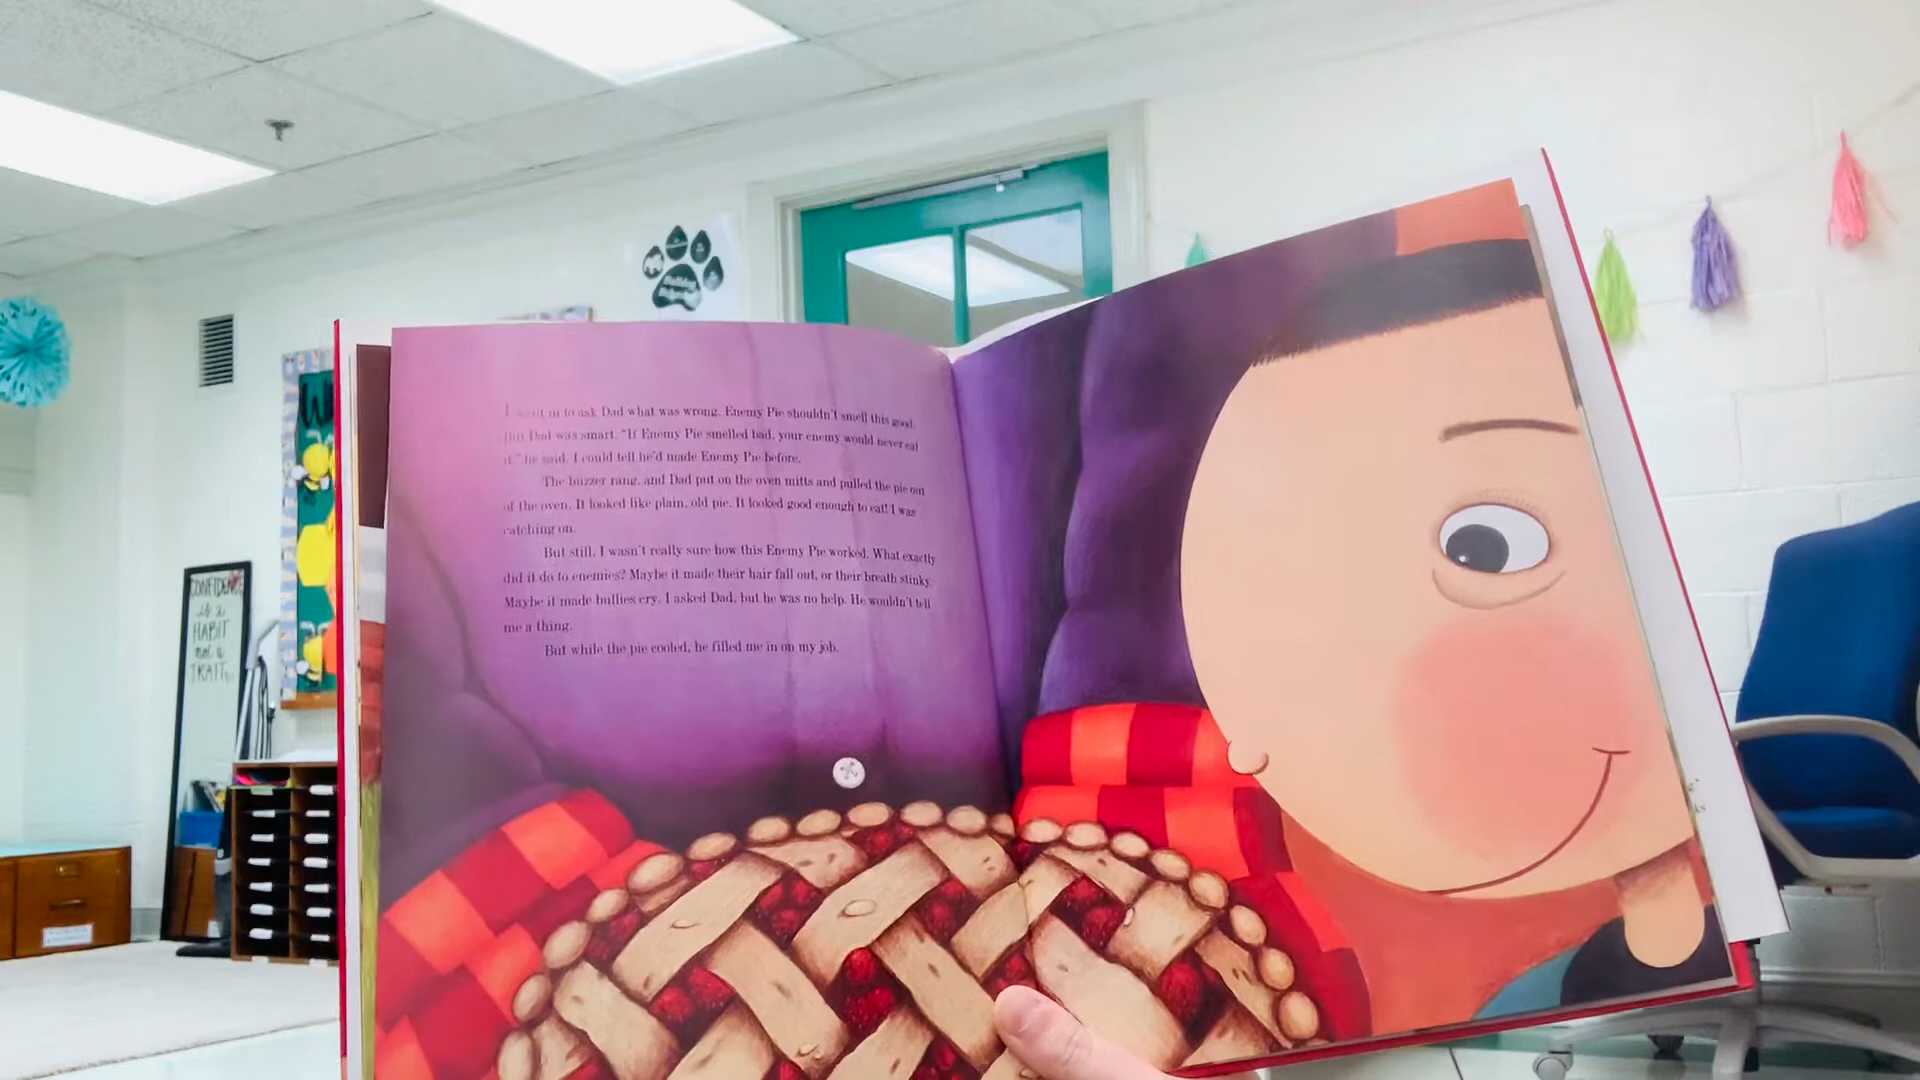 I went in to ask Dad what was wrong. Enemy Pie shouldn't smell this good.
But Dad was smart. "If Enemy Pie smelled bad, your enemy would never eat
it," he said. I could tell he'd made Enemy Pie before.
The buzzer rang, and Dad put on the oven mitts and pulled the pie out
of the oven. It looked like plain, old pie. It looked good enough to eat! I was
catching on.
But still, I wasn't really sure how this Enemy Pie worked. What exactly
did it do to enemies? Maybe it made their hair fall out, or their breath stinky.
Maybe it made bullies cry. I asked Dad, but he was no help. He wouldn't tell
me a thing.
But while the pie cooled, he filled me in on my job.
CONFIDENCE
is a
HABIT
not a
TRAIT